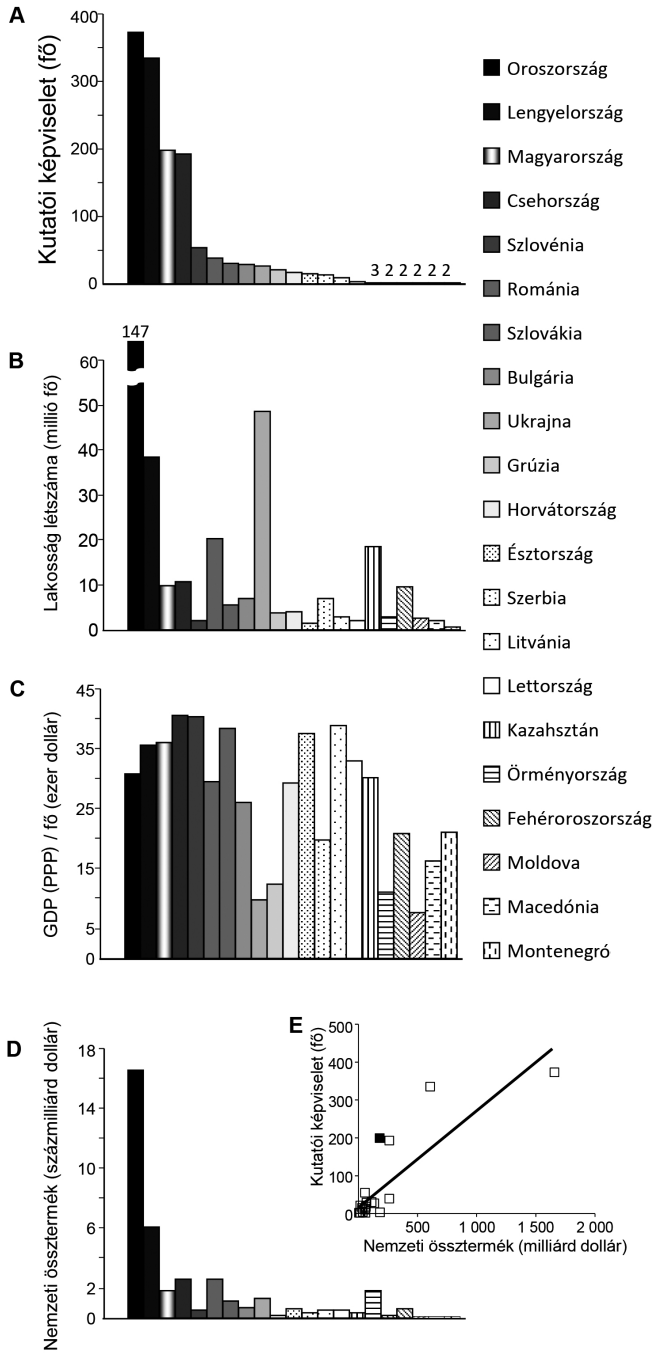 A
Kutatói képviselet (fő)
400
300
200
100
0
3 2 2 2 2 2
Oroszország
Lengyelország
Magyarország
Csehország
Szlovénia
Románia
Szlovákia
Bulgária
Ukrajna
Grúzia
Horvátország
Észtország
Szerbia
Litvánia
Lettország
Kazahsztán
Örményország
Fehéroroszország
Moldova
Macedónia
Montenegró
B
Lakosság létszáma (millió fő)
147
60
50
40
30
20
10
0
C
GDP (PPP) / fő (ezer dollár)
45
35
25
15
5
0
D
Nemzeti össztermék (százmilliárd dollár)
18
14
16
6
2
0
E
Kutatói képviselet (fő)
500
400
300
200
100
0
500 1 000 1 500 2 000
Nemzeti össztermék (milliárd dollár)